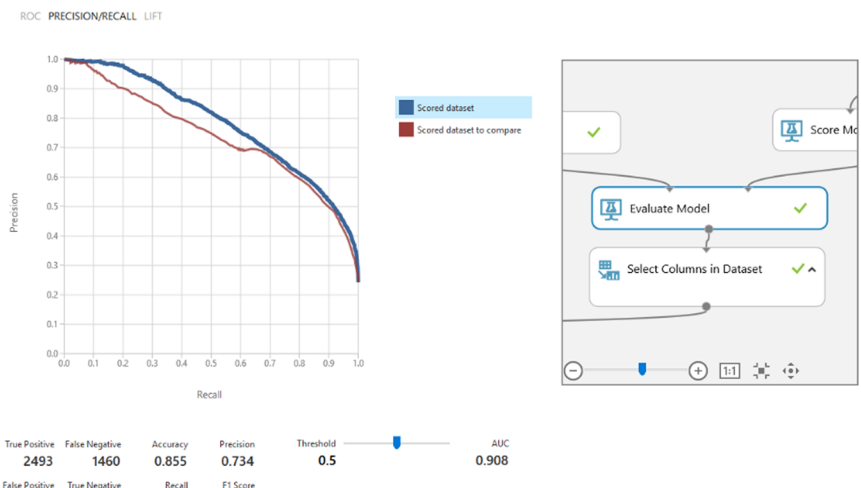 ROC PRECISION/RECALL LIFT
1.0
0.9
0.8
0.7
0.6
0.5
0.4
0.3
0.2
0.1
0.0
Precision
0.0 0.1 0.2 0.3 0.4 0.5 0.6 0.7 0.8 0.9 1.0
Recall
Scored dataset
Scored dataset to compare
Score Mo
Evaluate Model
Select Columns in Dataset
1:1
True Positive False Negative Accuracy Precision Threshold AUC
2493 1460 0.855 0.734 0.5 0.908
False Positive True Negative Recall F1 Score